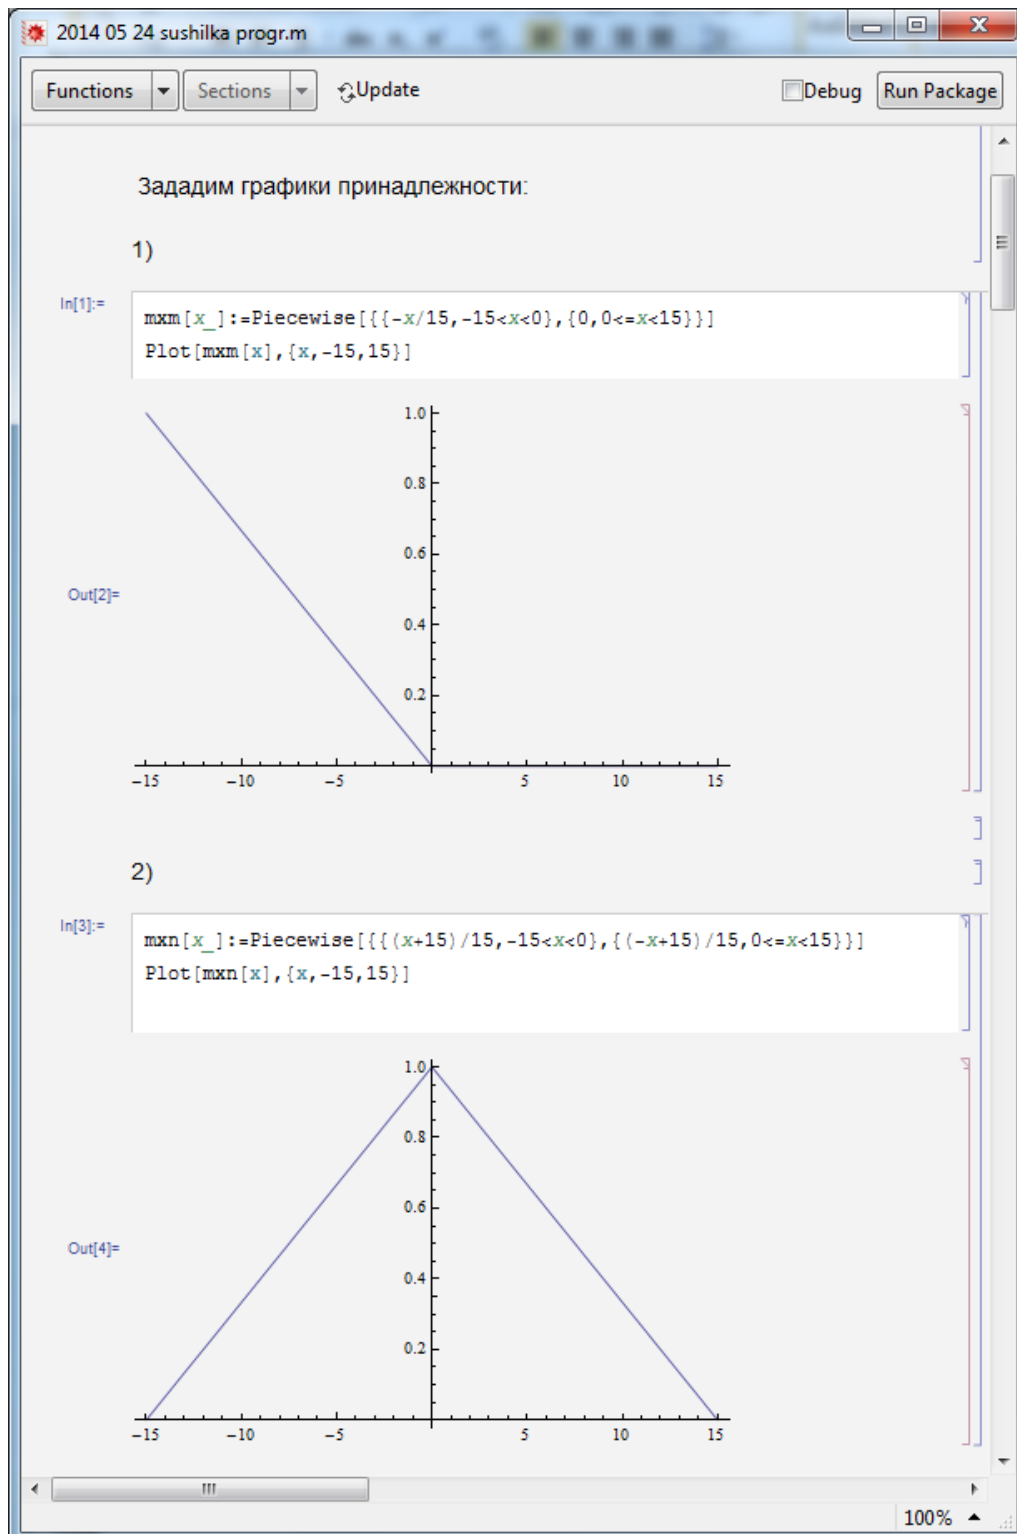 2014 05 24 sushilka progr.m
Functions Sections Update Debug Run Package
Зададим графики принадлежности:
1)
In[1]:=
mxm[x_]:=Piecewise[{{-x/15,-15<x<0},{0,0<=x<15}}]
Plot[mxm[x],{x,-15,15}]
1.0
0.8
0.6
Out[2]=
0.4
0.2
-15 -10 -5 5 10 15
2)
In[3]:=
mxn[x_]:=Piecewise[{{(x+15)/15,-15<x<0},{(-x+15)/15,0<=x<15}}]
Plot[mxn[x],{x,-15,15}]
1.0
0.8
0.6
Out[4]=
0.4
0.2
-15 -10 -5 5 10 15
100%